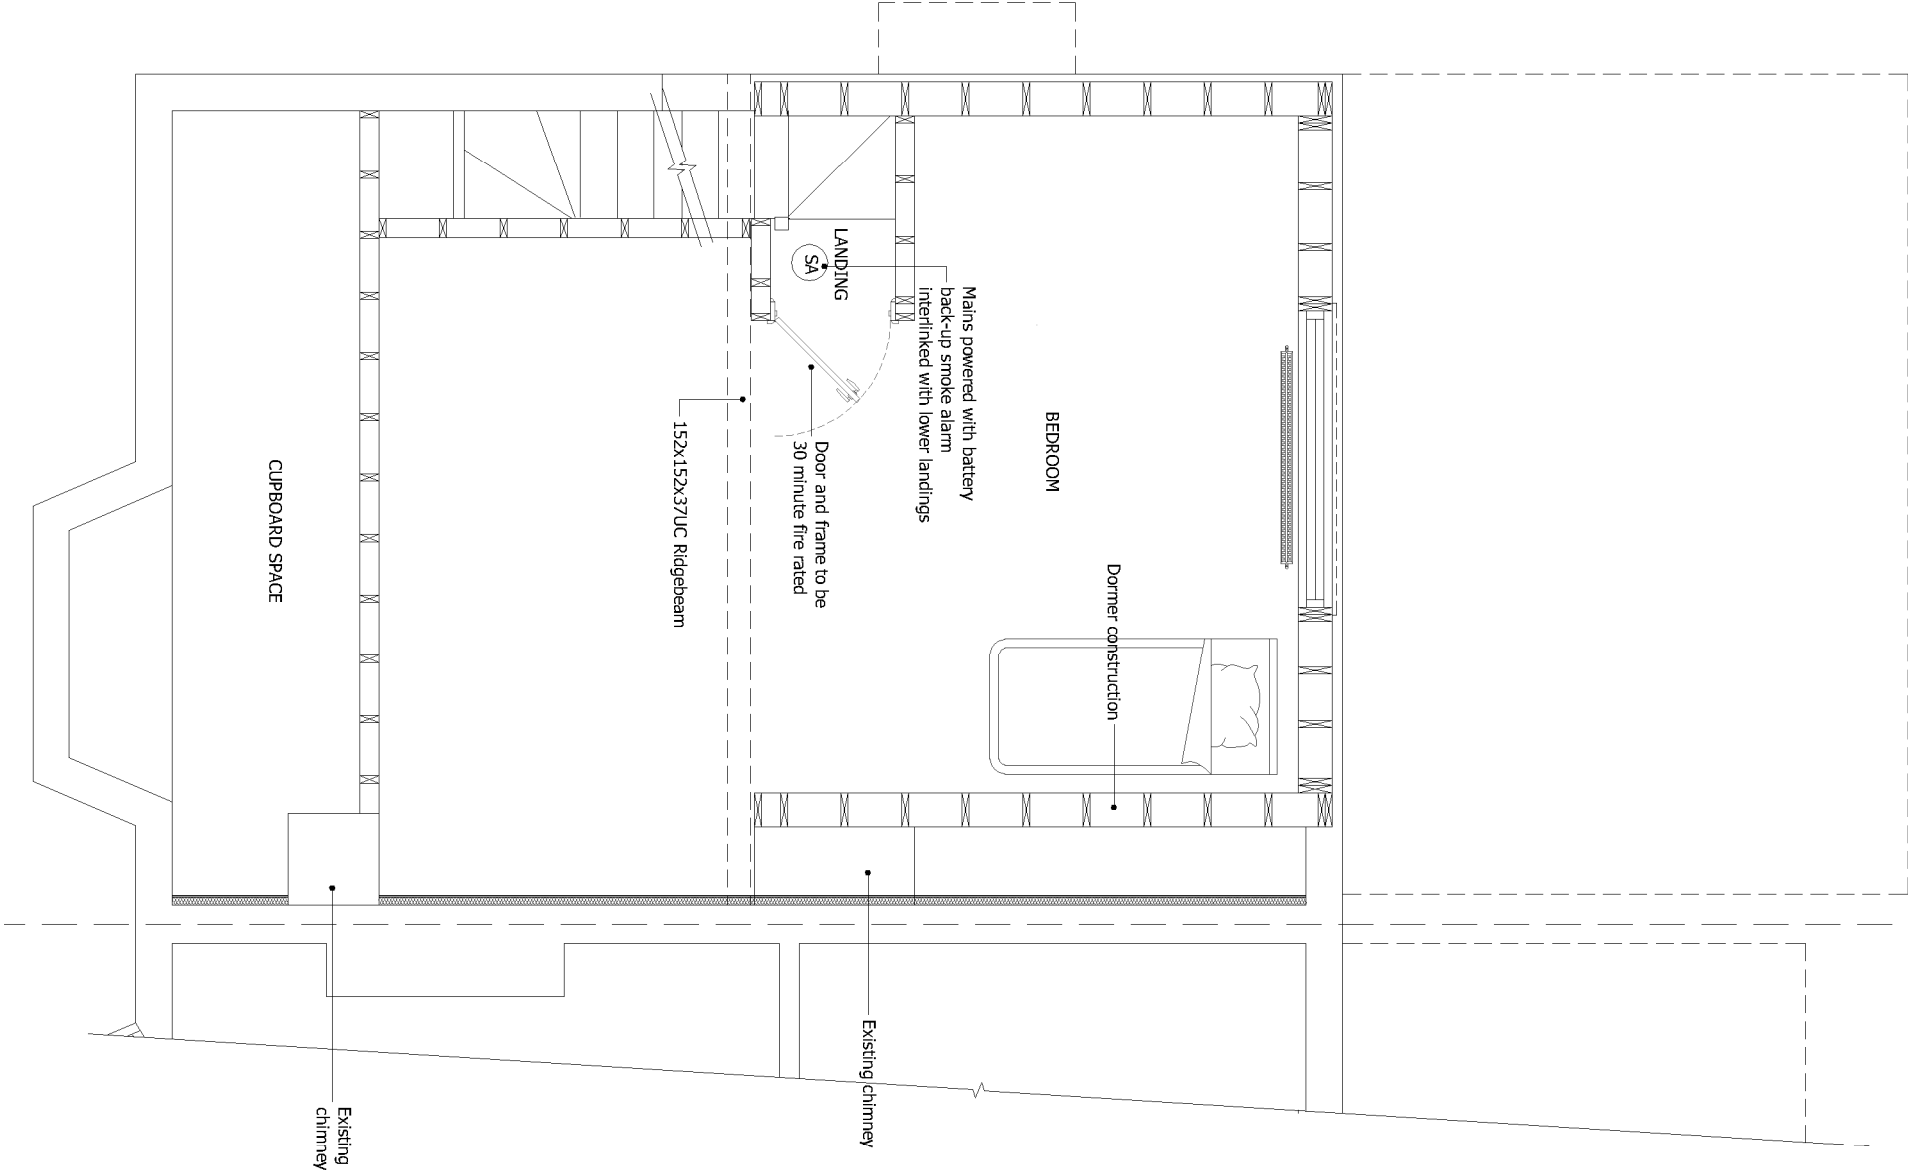 LANDING
SA
Mains powered with battery
back-up smoke alarm
interlinked with lower landings
BEDROOM
Door and frame to be
30 minute fire rated
152x152x37UC Ridgebeam
CUPBOARD SPACE
Dormer construction
Existing chimney
Existing
chimney